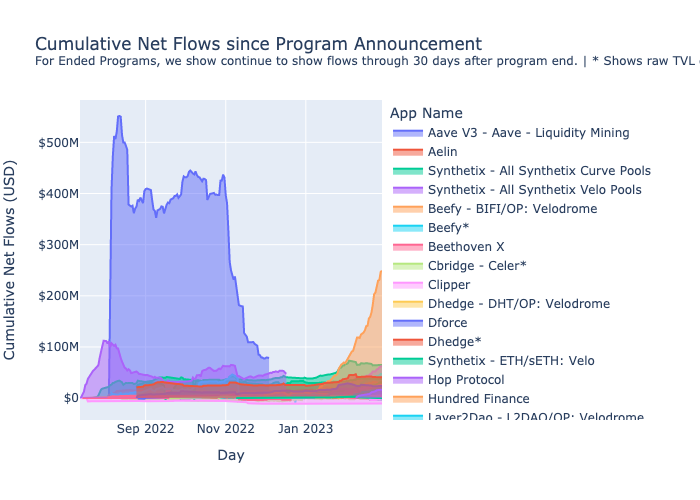 Cumulative Net Flows since Program Announcement
For Ended Programs, we show continue to show flows through 30 days after program end. | * Shows raw TVL
App Name
Aave V3 - Aave - Liquidity Mining
Aelin
Synthetix - All Synthetix Curve Pools
Synthetix - All Synthetix Velo Pools
Beefy - BIFI/OP: Velodrome
Beefy*
Beethoven X
Cbridge - Celer*
Clipper
Dhedge - DHT/OP: Velodrome
Dforce
Dhedge*
Synthetix - ETH/sETH: Velo
Hop Protocol
Hundred Finance
Layer2Dao - L2DAO/OP: Velodrome
Cumulative Net Flows (USD)
$500M
$400M
$300M
$200M
$100M
$0
Sep 2022
Nov 2022
Jan 2023
Day